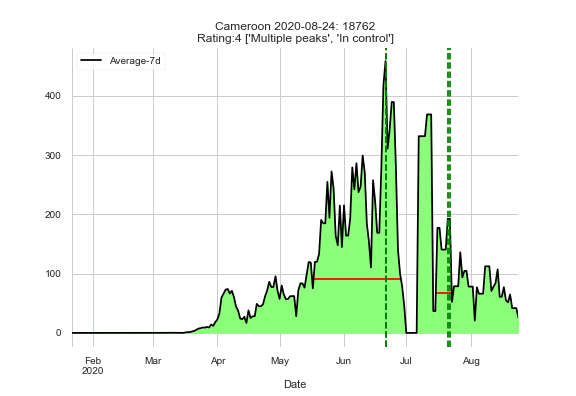 Cameroon 2020-08-24: 18762
Rating:4 ['Multiple peaks', 'In control']
Average-7d
400
300
200
100
0
Feb
2020
Mar
Apr
May
Jun
Jul
Aug
Date